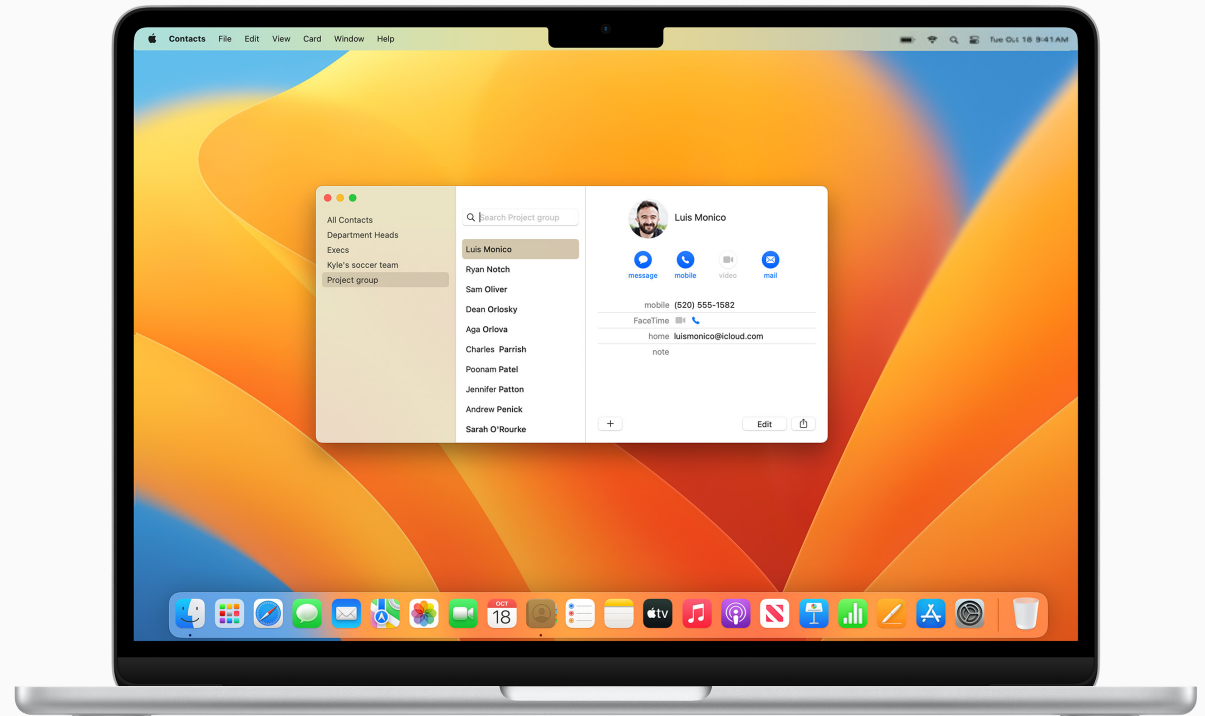 Contacts File Edit View Card Window Help
Tue Oct 18 9:41 AM
All Contacts
Department Heads
Execs
Kyle's soccer team
Project group
Search Project group
Luis Monico
Ryan Notch
Sam Oliver
Dean Orlosky
Aga Orlova
Charles Parrish
Poonam Patel
Jennifer Patton
Andrew Penick
Sarah O'Rourke
Luis Monico
message mobile video mail
mobile (520) 555-1582
FaceTime
home luismonico@icloud.com
note
+ Edit
OCT
18
tv